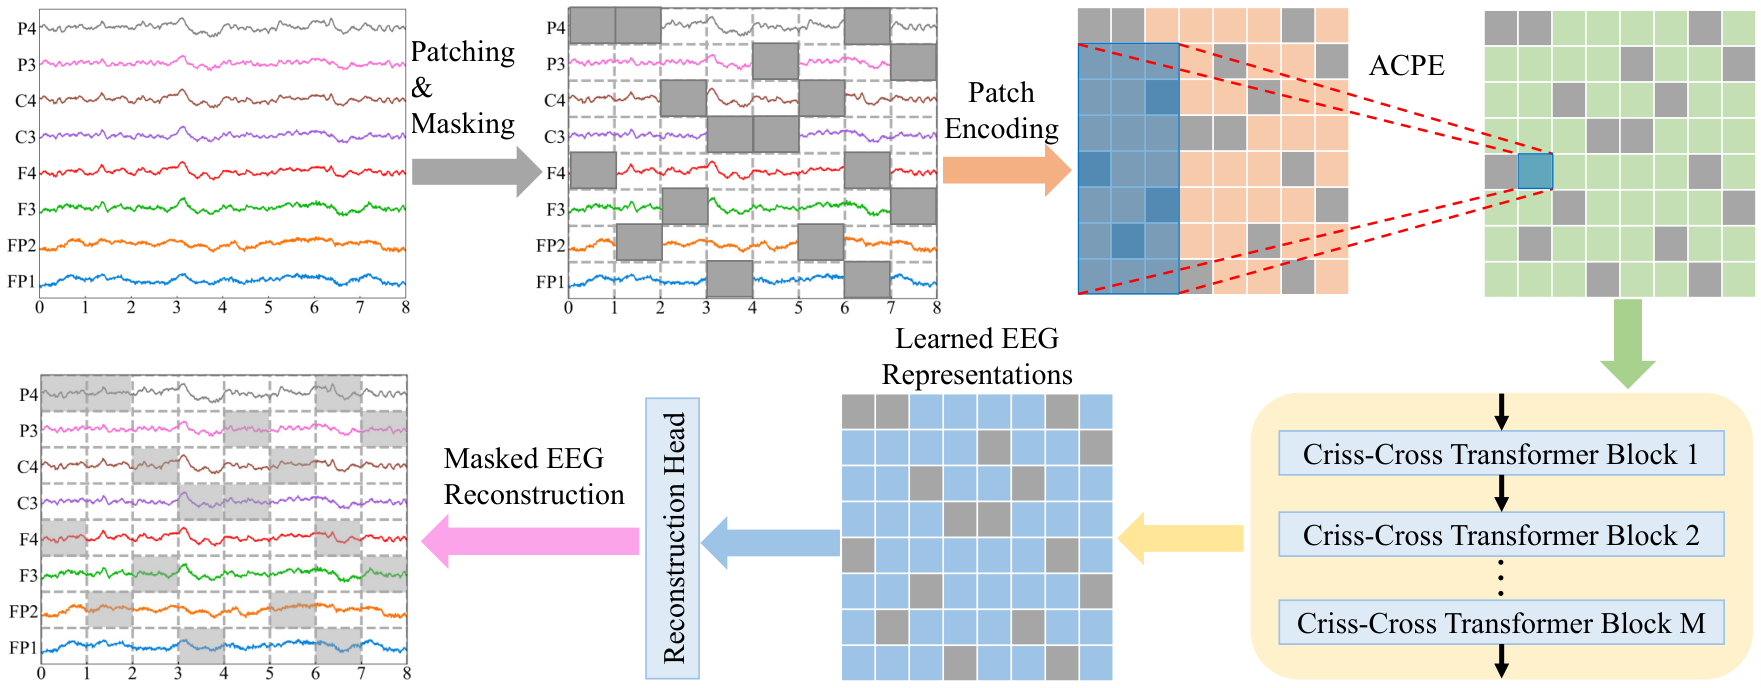 P4
P3
C4
C3
F4
F3
FP2
FP1
0 1 2 3 4 5 6 7 8
Patching
&
Masking
P4
P3
C4
C3
F4
F3
FP2
FP1
0 1 2 3 4 5 6 7 8
Patch
Encoding
ACPE
Criss-Cross Transformer Block 1
Criss-Cross Transformer Block 2
Criss-Cross Transformer Block M
Learned EEG
Representations
Reconstruction Head
Masked EEG
Reconstruction
P4
P3
C4
C3
F4
F3
FP2
FP1
0 1 2 3 4 5 6 7 8